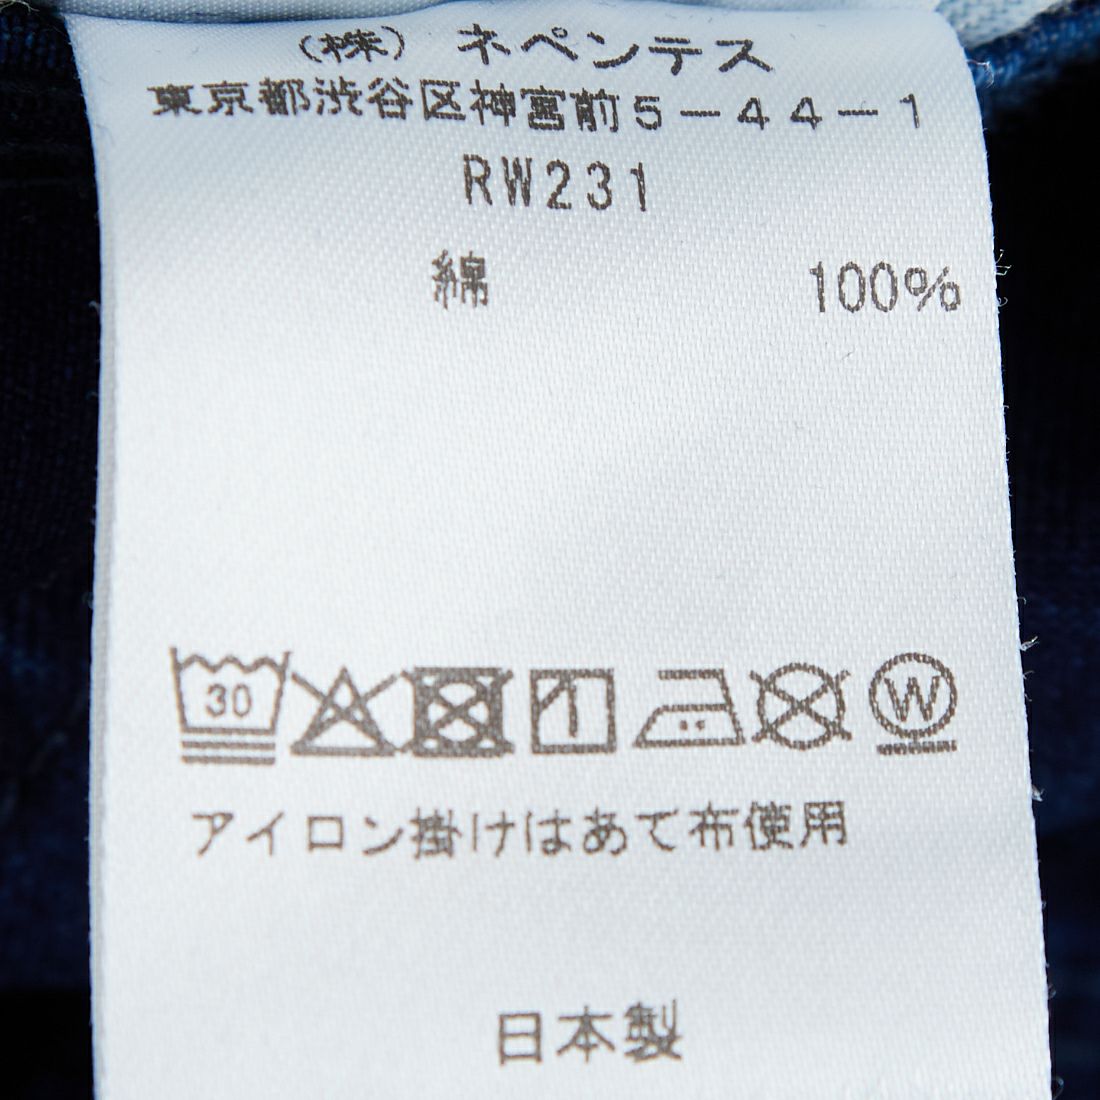 （株）ネペンテス
東京都渋谷区神宮前5－44－1
RW231
綿 100%
30 W
アイロン掛けはあて布使用
日本製